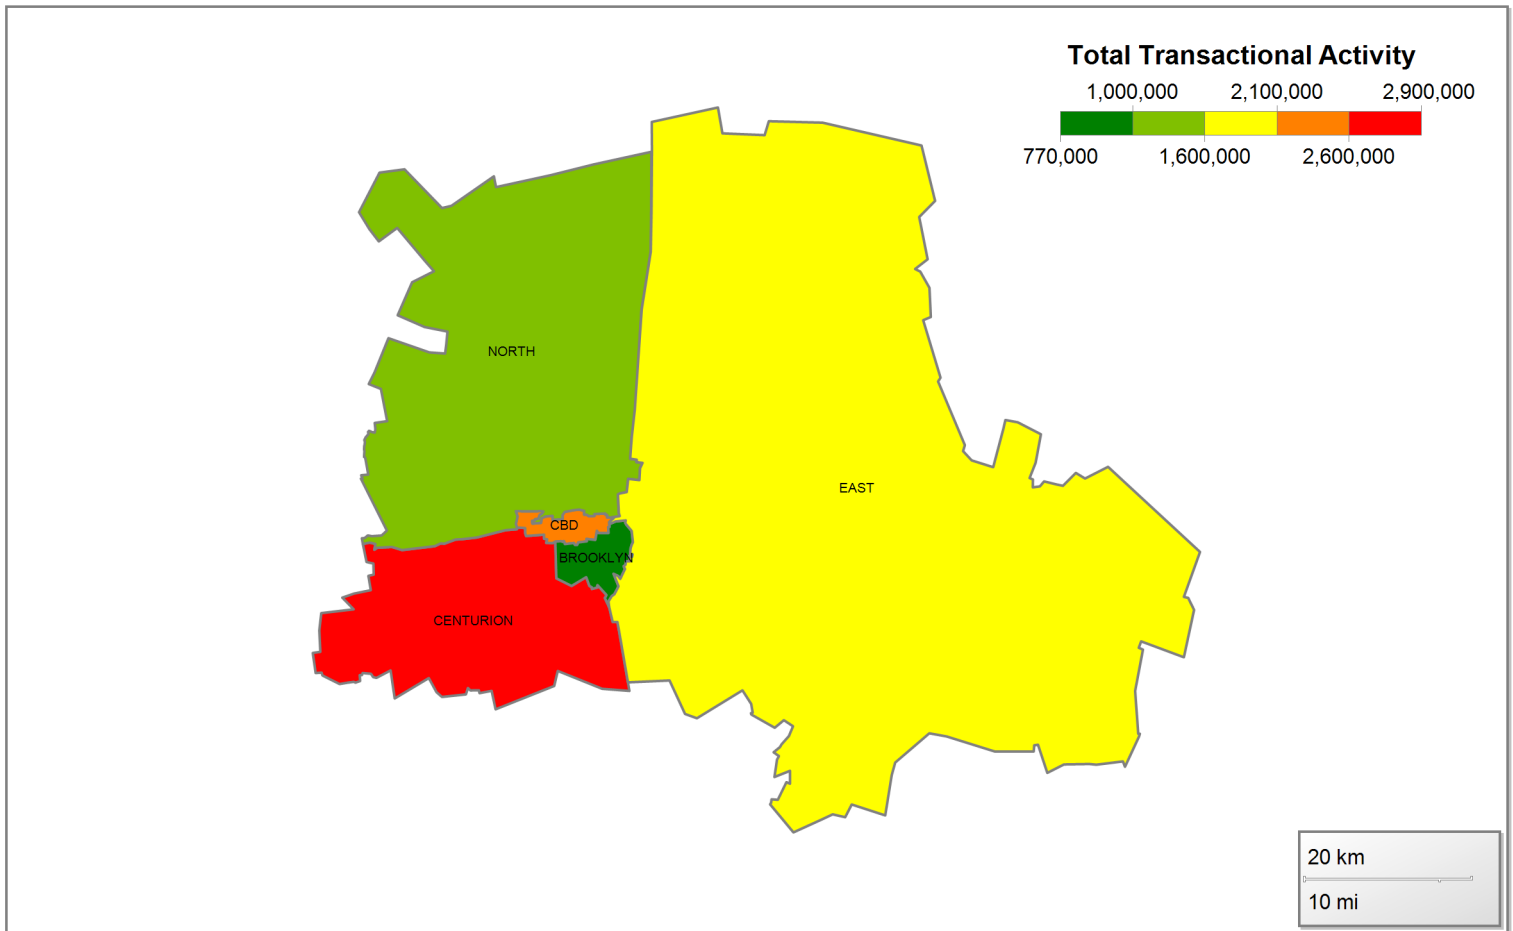 Total Transactional Activity
1,000,000 2,100,000 2,900,000
770,000 1,600,000 2,600,000
NORTH
EAST
CBD
BROOKLYN
CENTURION
20 km
10 mi